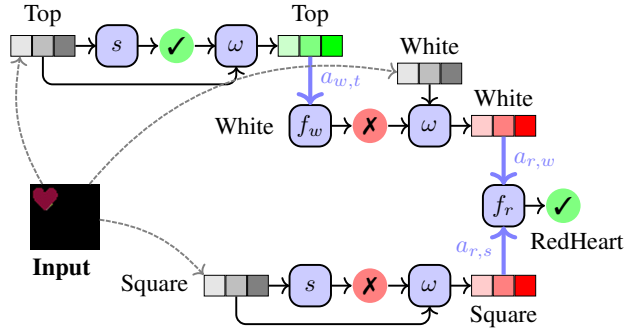 Top
Top
s
✓
ω
White
a_{w,t}
White
f_w
✗
ω
White
a_{r,w}
f_r
✓
RedHeart
Input
a_{r,s}
Square
s
✗
ω
Square